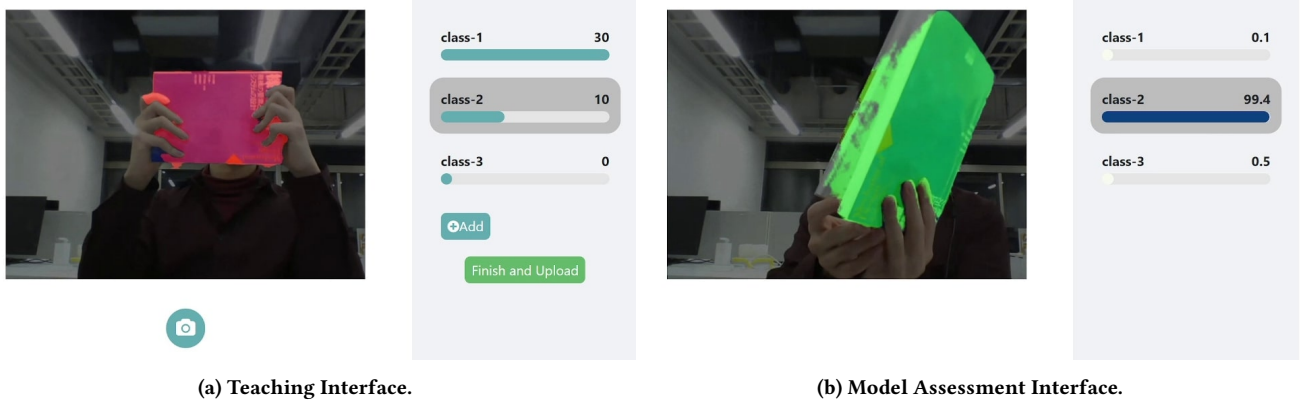 class-1 30
class-2 10
class-3 0
Add
Finish and Upload
(a) Teaching Interface.
class-1 0.1
class-2 99.4
class-3 0.5
(b) Model Assessment Interface.